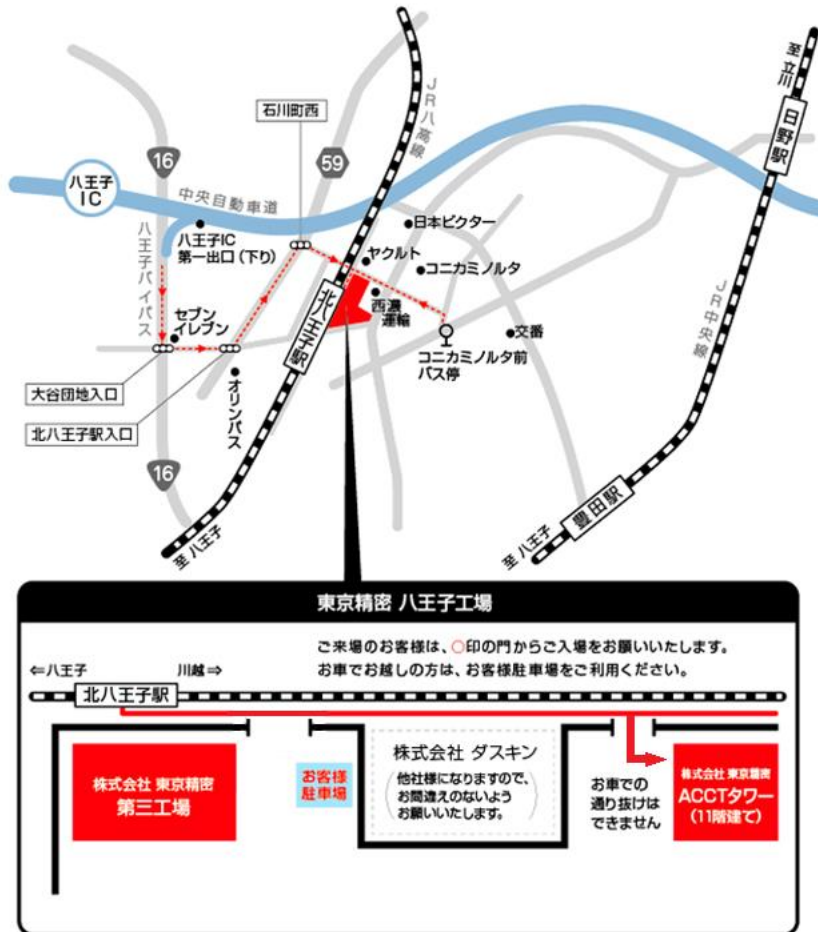 至 立川
日野駅
JR八高線
石川町西
16
59
八王子
IC
中央自動車道
日本ビクター
八王子バイパス
八王子IC
第一出口(下り)
ヤクルト
コニカミノルタ
JR中央線
セブン
イレブン
北八王子駅
西濃
運輸
交番
コニカミノルタ前
バス停
大谷団地入口
オリンパス
北八王子駅入口
16
豊田駅
至 八王子
至 八王子
東京精密 八王子工場
ご来場のお客様は、○印の門からご入場をお願いいたします。
お車でお越しの方は、お客様駐車場をご利用ください。
⇐八王子
川越⇒
北八王子駅
株式会社 東京精密
第三工場
お客様
駐車場
株式会社 ダスキン
(他社様になりますので、
お間違えのないよう
お願いいたします。)
お車での
通り抜けは
できません
株式会社 東京精密
ACCTタワー
(11階建て)